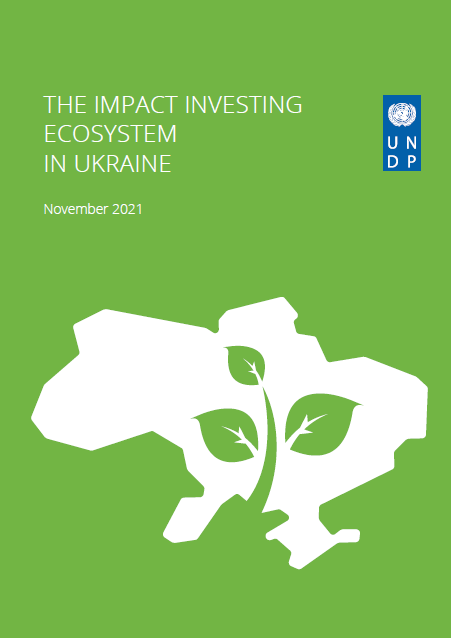 THE IMPACT INVESTING
ECOSYSTEM
IN UKRAINE
November 2021
U N
D P